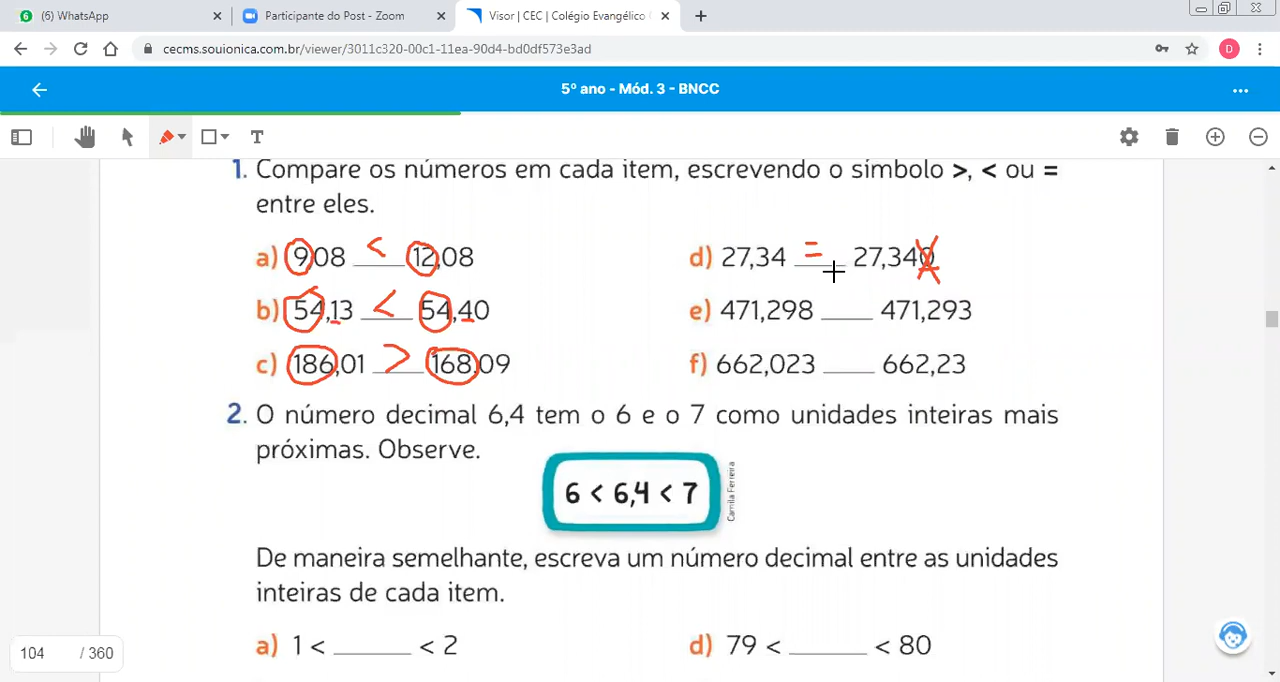 (6) WhatsApp
Participante do Post - Zoom
Visor | CEC | Colégio Evangélico
cecms.souionica.com.br/viewer/3011c320-00c1-11ea-90d4-bd0df573e3ad
D
5º ano - Mód. 3 - BNCC
T
1. Compare os números em cada item, escrevendo o símbolo >, < ou =
entre eles.
a) 9,08 < 12,08
d) 27,34 = 27,340
b) 54,13 < 54,40
e) 471,298 ____ 471,293
c) 186,01 > 168,09
f) 662,023 ____ 662,23
2. O número decimal 6,4 tem o 6 e o 7 como unidades inteiras mais
próximas. Observe.
6 < 6,4 < 7
Camila Ferreira
De maneira semelhante, escreva um número decimal entre as unidades
inteiras de cada item.
a) 1 < ____ < 2
d) 79 < ____ < 80
104 / 360